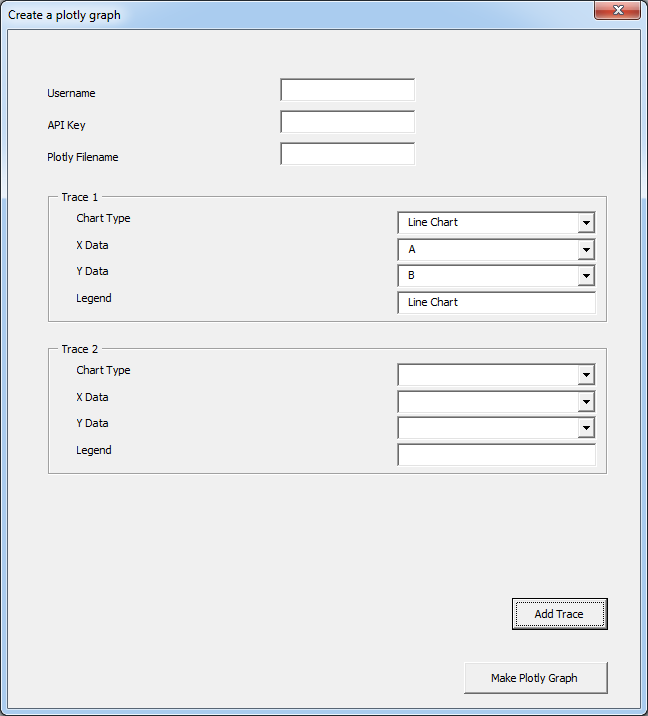 Create a plotly graph
Username
API Key
Plotly Filename
Trace 1
Chart Type Line Chart
X Data A
Y Data B
Legend Line Chart
Trace 2
Chart Type
X Data
Y Data
Legend
Add Trace
Make Plotly Graph